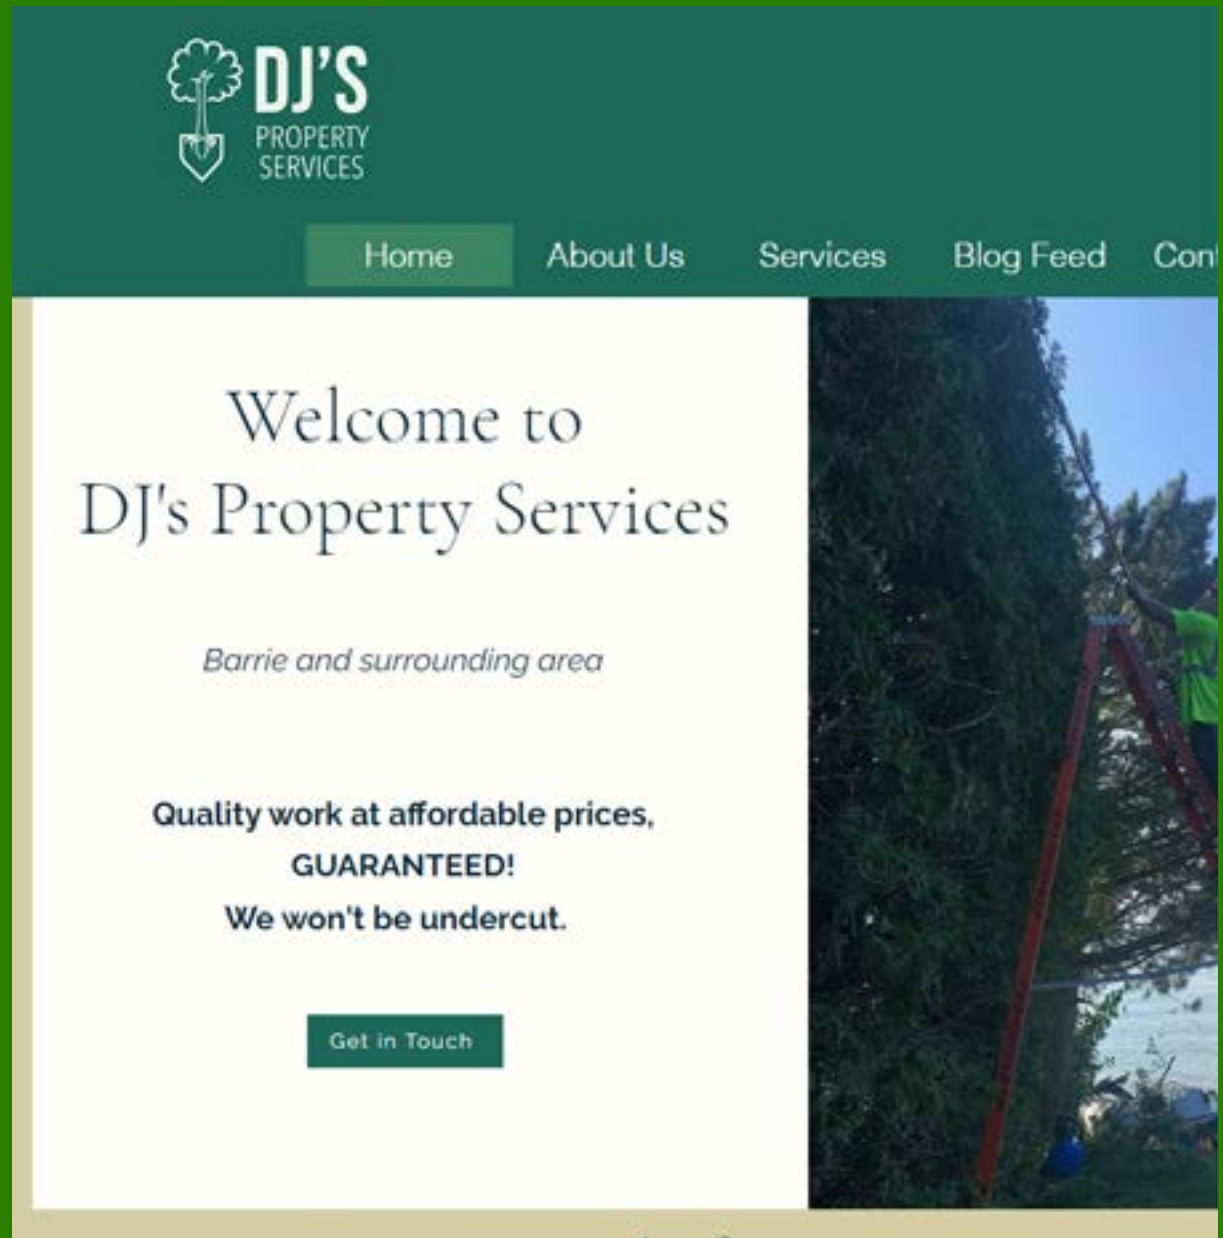 DJ'S
PROPERTY
SERVICES
Home About Us Services Blog Feed Cont
Welcome to
DJ's Property Services
Barrie and surrounding area
Quality work at affordable prices,
GUARANTEED!
We won't be undercut.
Get in Touch